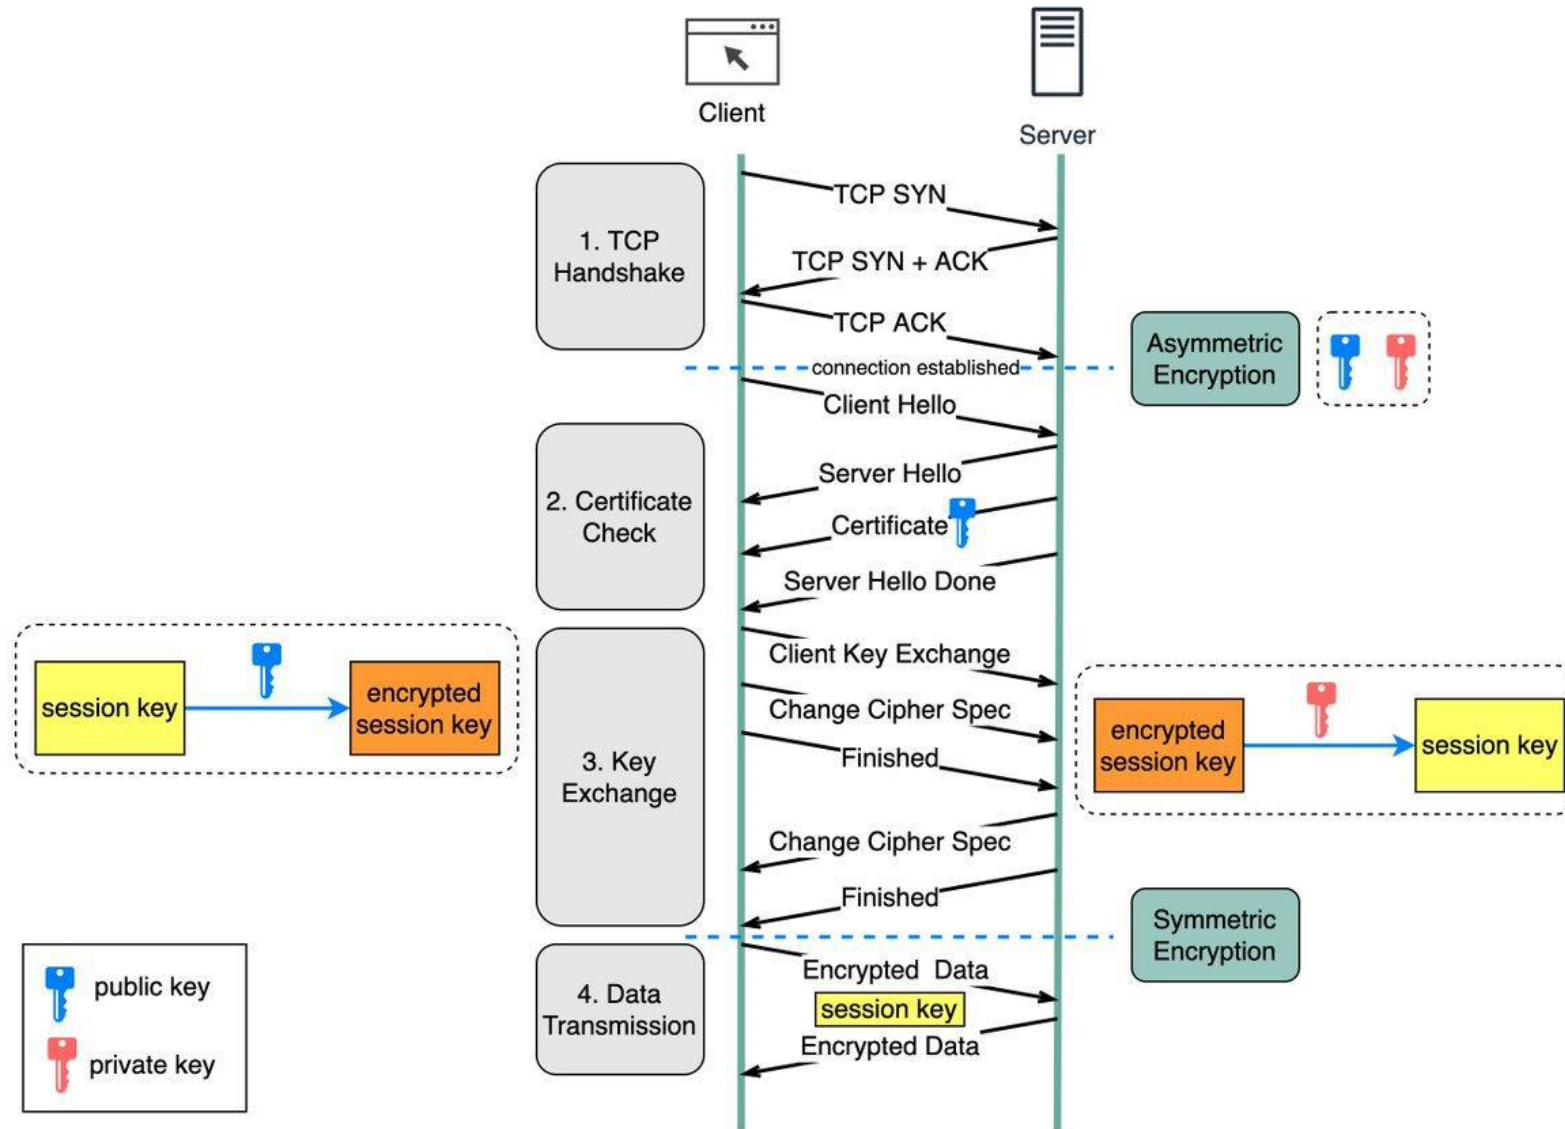 Client
Server
1. TCP
Handshake
TCP SYN
TCP SYN + ACK
TCP ACK
connection established
Asymmetric
Encryption
Client Hello
2. Certificate
Check
Server Hello
Certificate
Server Hello Done
session key
encrypted
session key
3. Key
Exchange
Client Key Exchange
Change Cipher Spec
Finished
Change Cipher Spec
Finished
encrypted
session key
session key
Symmetric
Encryption
4. Data
Transmission
Encrypted Data
session key
Encrypted Data
public key
private key